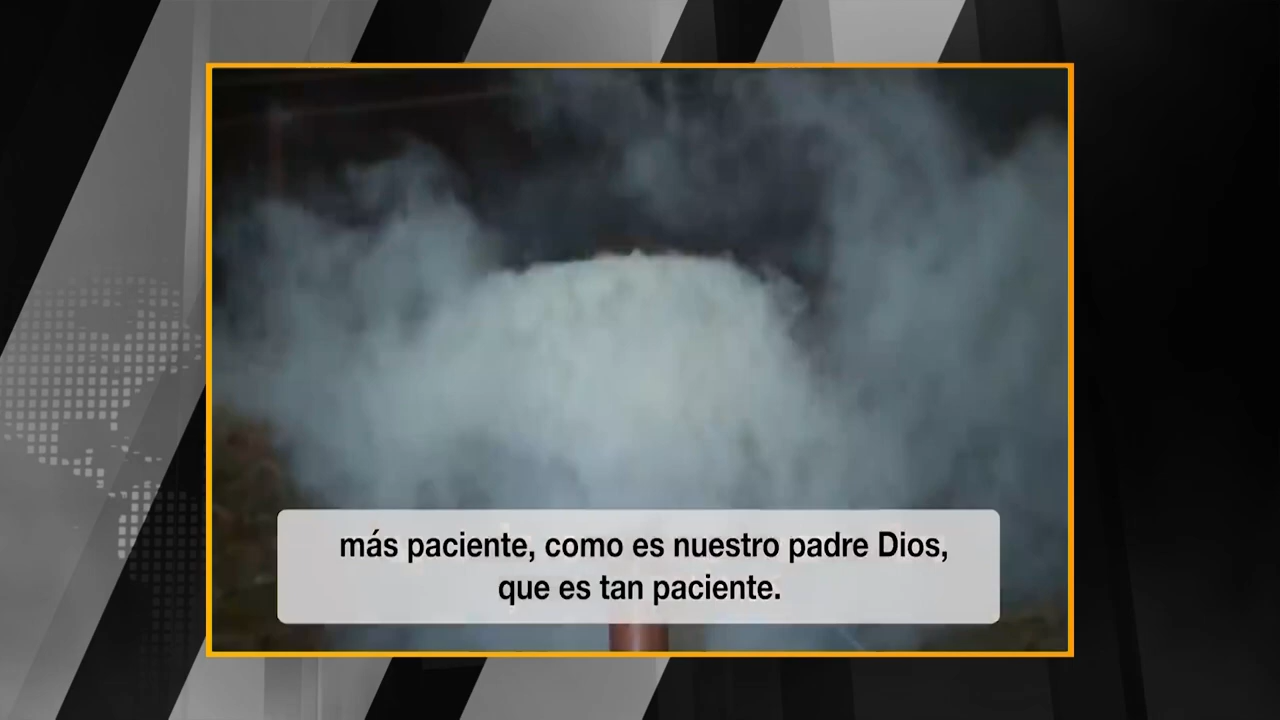 más paciente, como es nuestro padre Dios,
que es tan paciente.